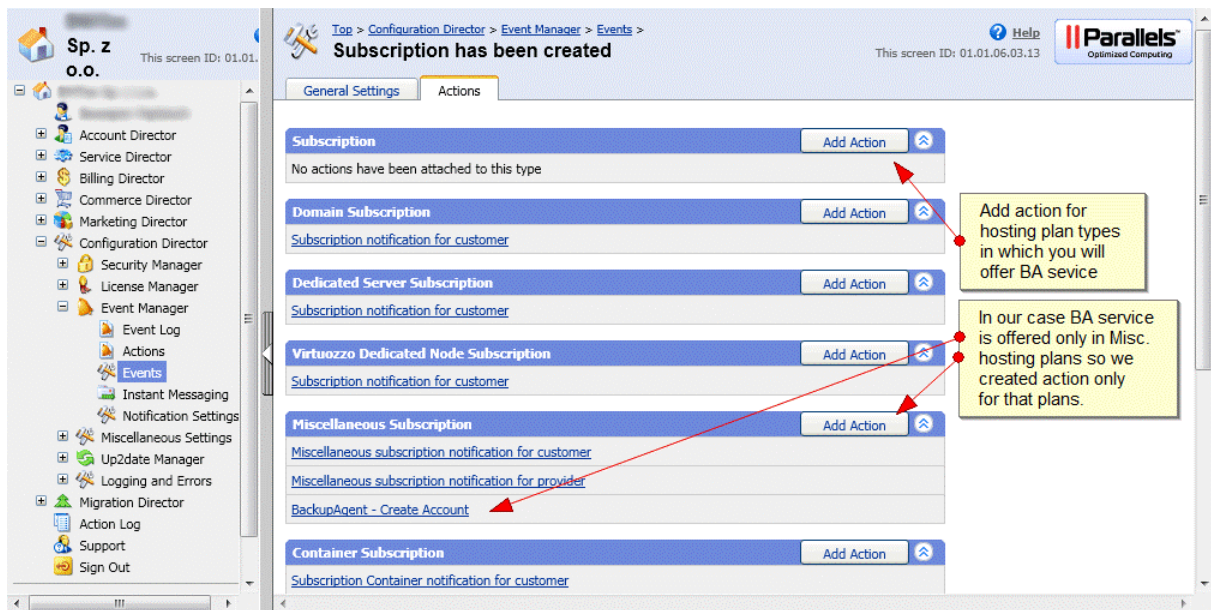 Sp. z
o.o.
This screen ID: 01.01.
Account Director
Service Director
Billing Director
Commerce Director
Marketing Director
Configuration Director
Security Manager
License Manager
Event Manager
Event Log
Actions
Events
Instant Messaging
Notification Settings
Miscellaneous Settings
Up2date Manager
Logging and Errors
Migration Director
Action Log
Support
Sign Out
Top > Configuration Director > Event Manager > Events >
Subscription has been created
Help
This screen ID: 01.01.06.03.13
Parallels™
Optimized Computing
General Settings
Actions
Subscription
Add Action
No actions have been attached to this type
Domain Subscription
Add Action
Subscription notification for customer
Dedicated Server Subscription
Add Action
Subscription notification for customer
Virtuozzo Dedicated Node Subscription
Add Action
Subscription notification for customer
Miscellaneous Subscription
Add Action
Miscellaneous subscription notification for customer
Miscellaneous subscription notification for provider
BackupAgent - Create Account
Container Subscription
Add Action
Subscription Container notification for customer
Add action for
hosting plan types
in which you will
offer BA sevice
In our case BA service
is offered only in Misc.
hosting plans so we
created action only
for that plans.